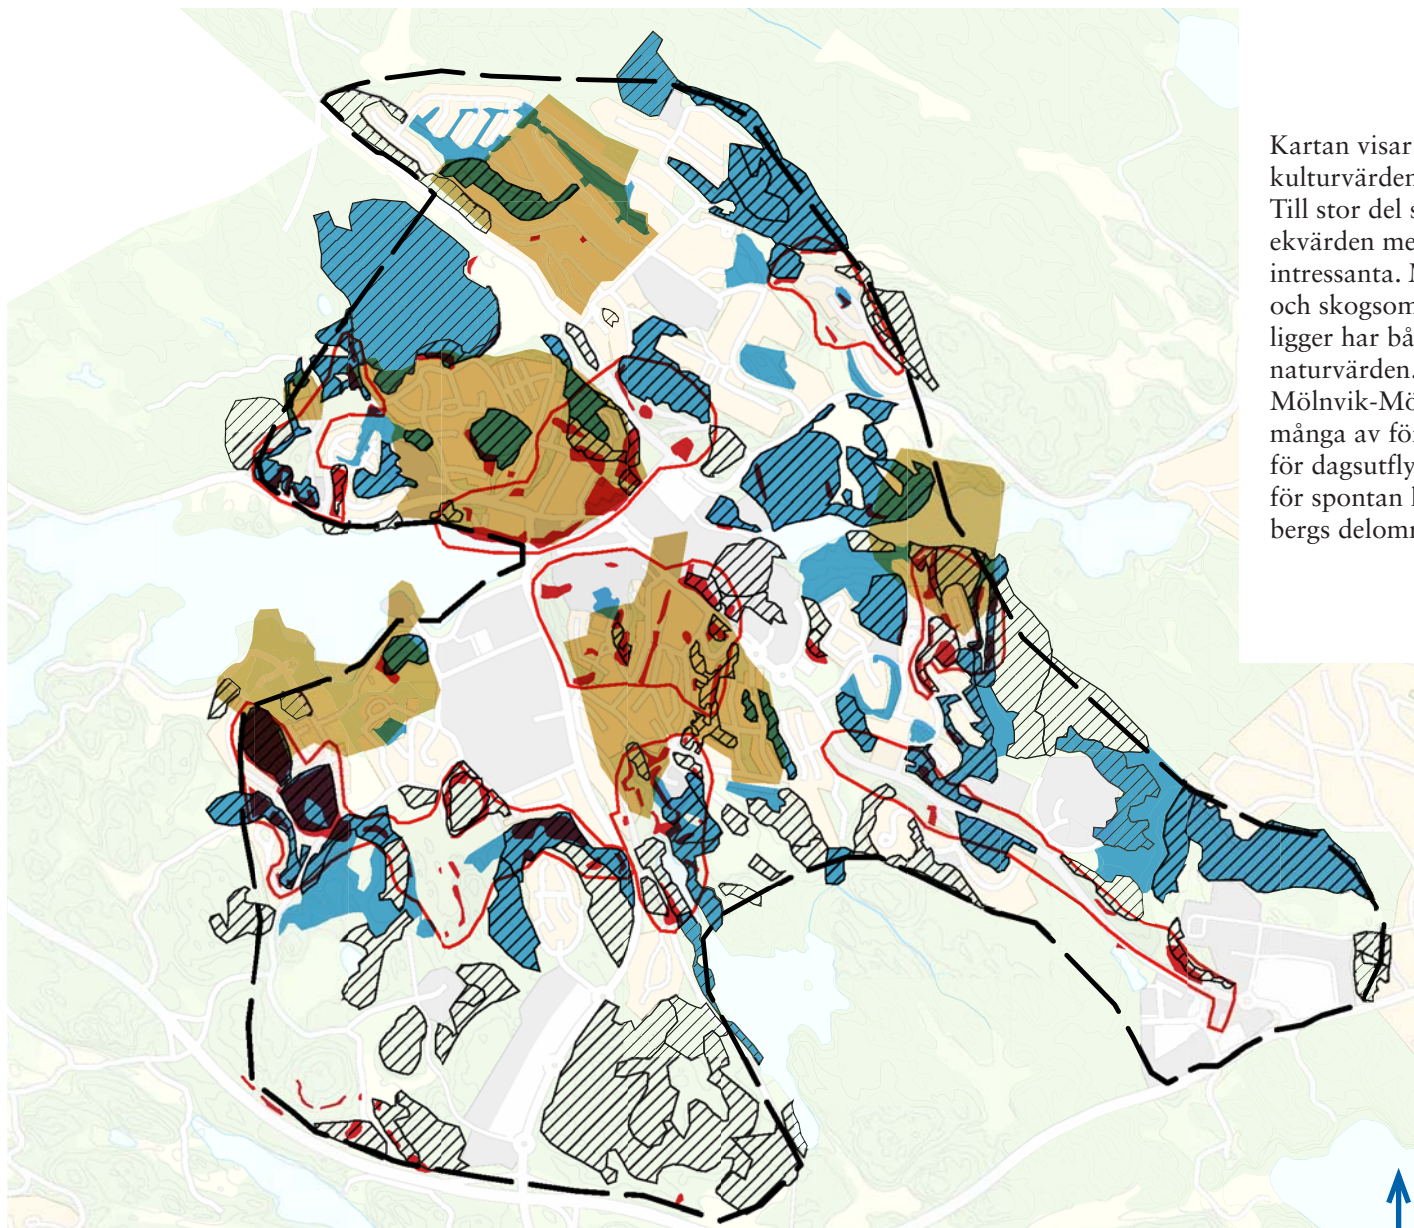 Kartan visar
kulturvärden
Till stor del s
ekvärden me
intressanta. M
och skogsom
ligger har bå
naturvärden.
Mölnvik-Mö
många av för
för dagsutfly
för spontan l
bergs delomr